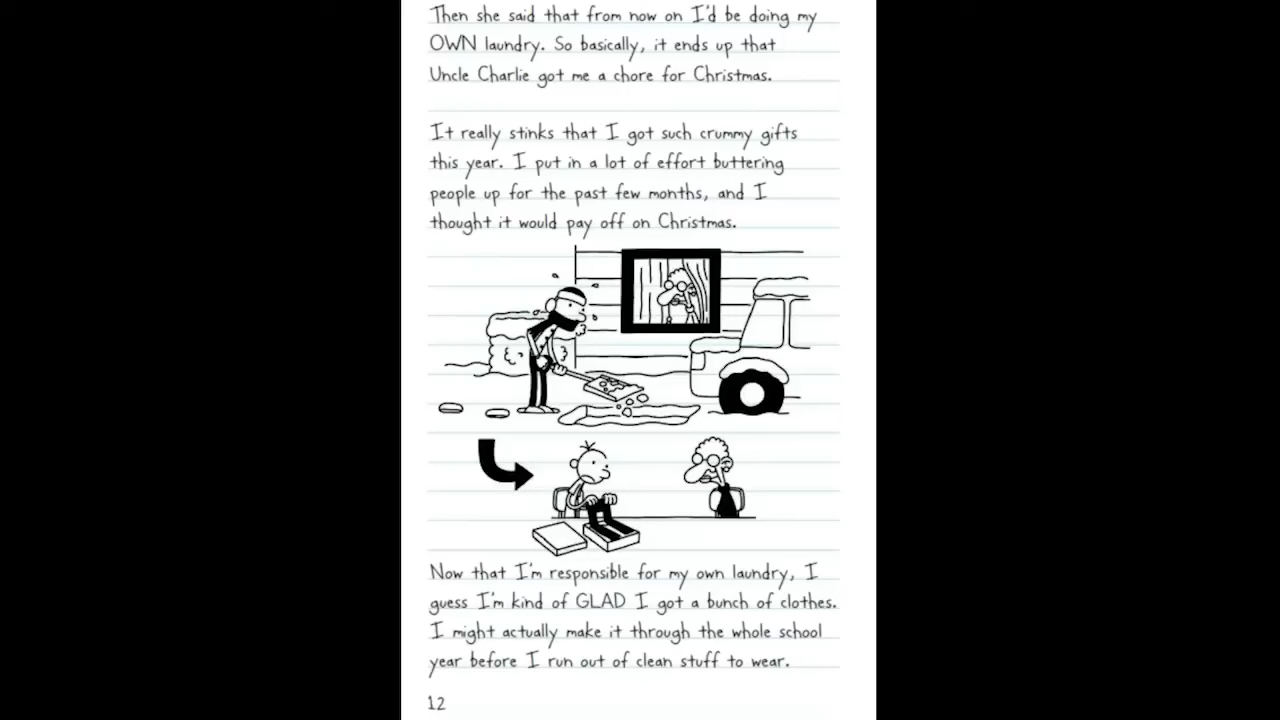 Then she said that from now on I'd be doing my
OWN laundry. So basically, it ends up that
Uncle Charlie got me a chore for Christmas.
It really stinks that I got such crummy gifts
this year. I put in a lot of effort buttering
people up for the past few months, and I
thought it would pay off on Christmas.
Now that I'm responsible for my own laundry, I
guess I'm kind of GLAD I got a bunch of clothes.
I might actually make it through the whole school
year before I run out of clean stuff to wear.
12